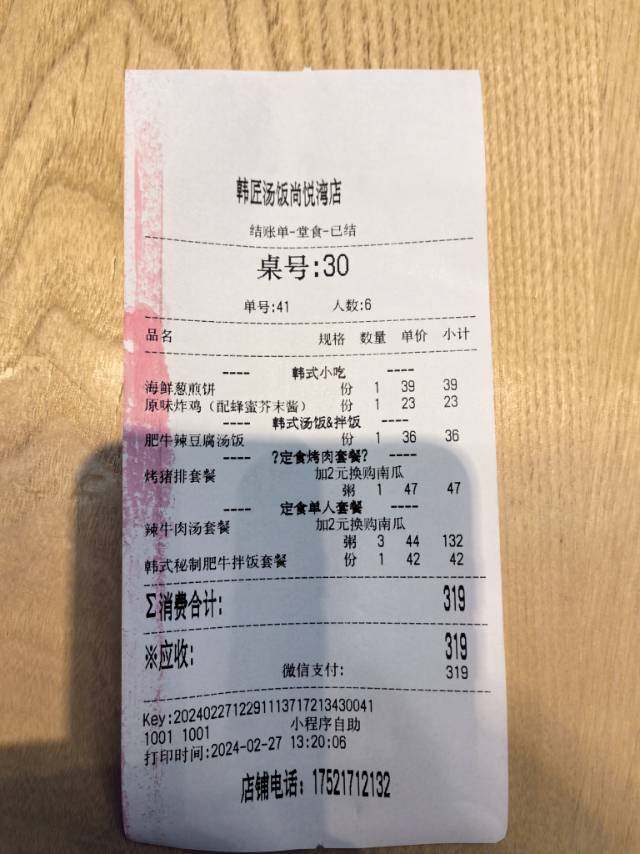 韩匠汤饭尚悦湾店
结账单-堂食-已结
桌号:30
单号:41 人数:6
品名 规格 数量 单价 小计
---- 韩式小吃 ----
海鲜葱煎饼 份 1 39 39
原味炸鸡（配蜂蜜芥末酱） 份 1 23 23
---- 韩式汤饭&拌饭 ----
肥牛辣豆腐汤饭 份 1 36 36
---- ?定食烤肉套餐? ----
烤猪排套餐 加2元换购南瓜
粥 1 47 47
---- 定食单人套餐 ----
辣牛肉汤套餐 加2元换购南瓜
粥 3 44 132
韩式秘制肥牛拌饭套餐 份 1 42 42
Σ消费合计: 319
※应收: 319
微信支付: 319
Key:2024022712291113717213430041
1001 1001 小程序自助
打印时间:2024-02-27 13:20:06
店铺电话: 17521712132